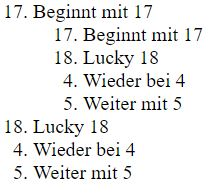 17. Beginnt mit 17
17. Beginnt mit 17
18. Lucky 18
4. Wieder bei 4
5. Weiter mit 5
18. Lucky 18
4. Wieder bei 4
5. Weiter mit 5